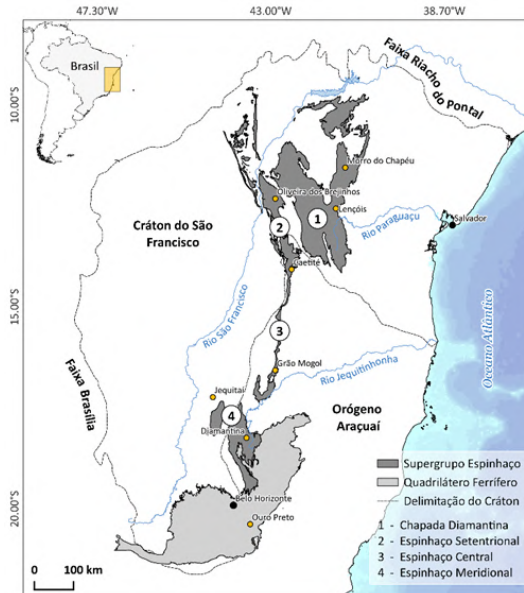 47.30°W
43.00°W
38.70°W
Brasil
10.00°S
15.00°S
20.00°S
Faixa Riacho
do Pontal
Morro do Chapéu
Oliveira dos Brejinhos
Lençóis
1
2
Rio Paraguaçu
Salvador
Cráton do São
Francisco
Caetité
Rio São Francisco
3
Oceano Atlântico
Faixa Brasília
Grão Mogol
Rio Jequitinhonha
Jequitaí
4
Diamantina
Orógeno
Araçuaí
Belo Horizonte
Ouro Preto
Supergrupo Espinhaço
Quadrilátero Ferrífero
Delimitação do Cráton
1 - Chapada Diamantina
2 - Espinhaço Setentrional
3 - Espinhaço Central
4 - Espinhaço Meridional
0 100 km